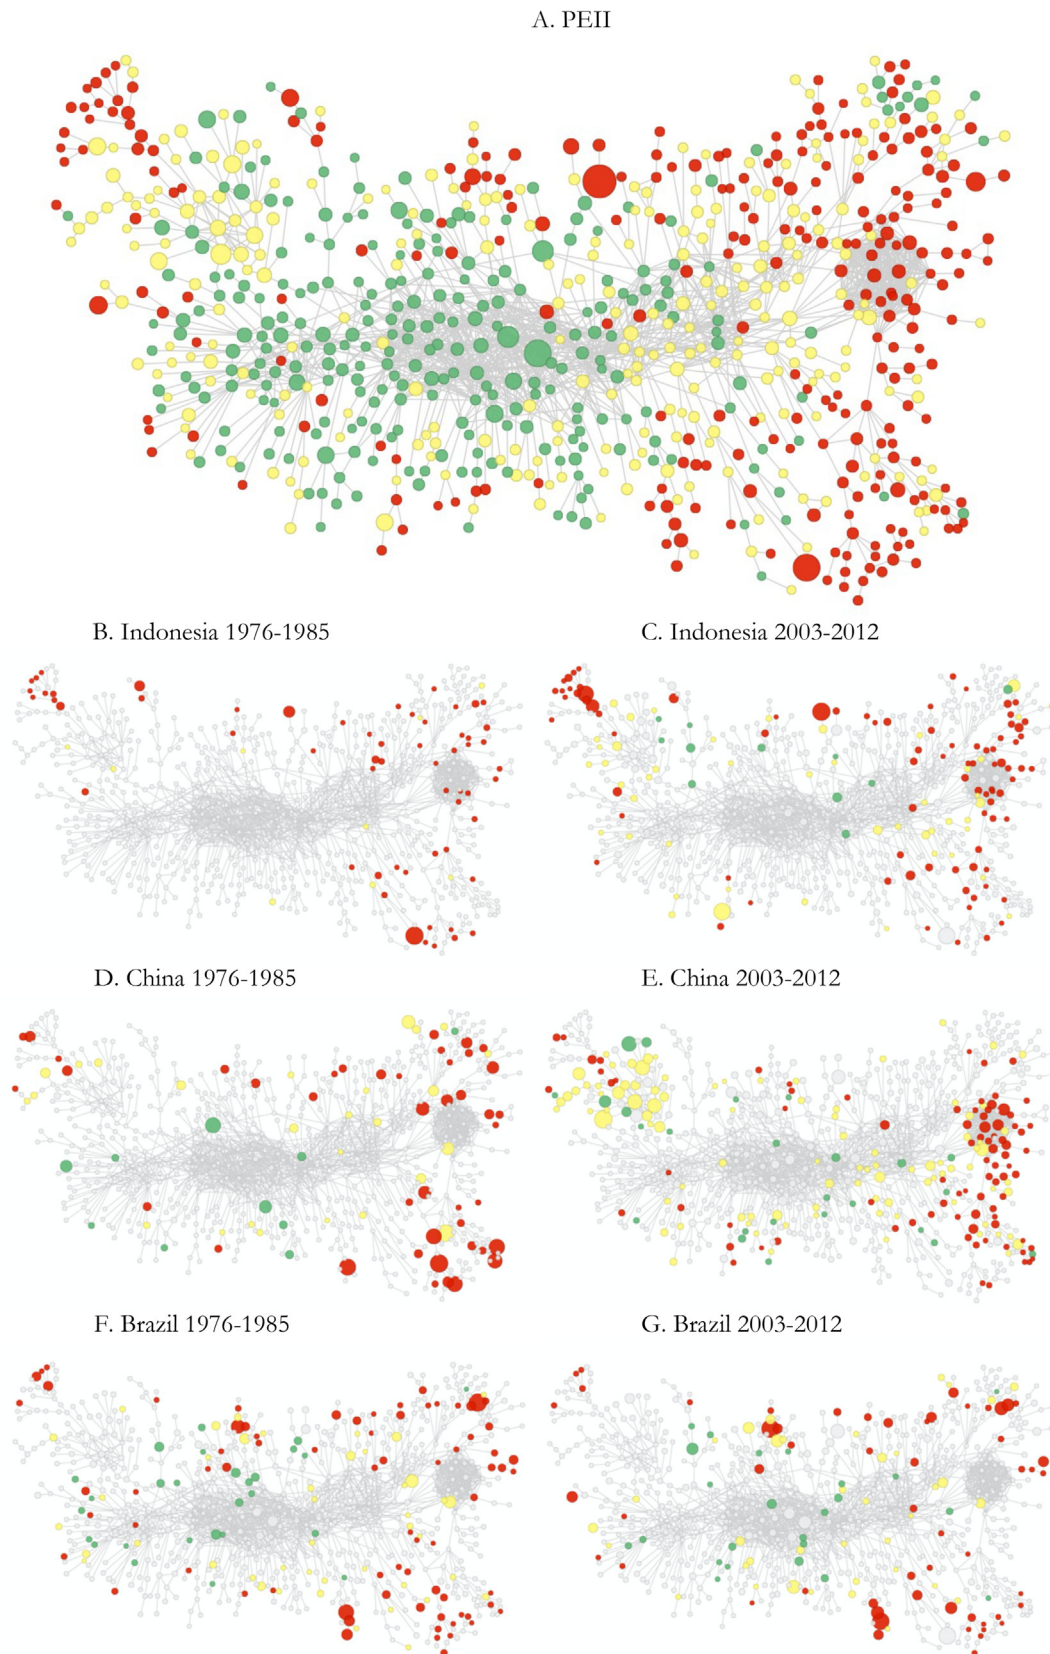 A. PEII
B. Indonesia 1976-1985
C. Indonesia 2003-2012
D. China 1976-1985
E. China 2003-2012
F. Brazil 1976-1985
G. Brazil 2003-2012